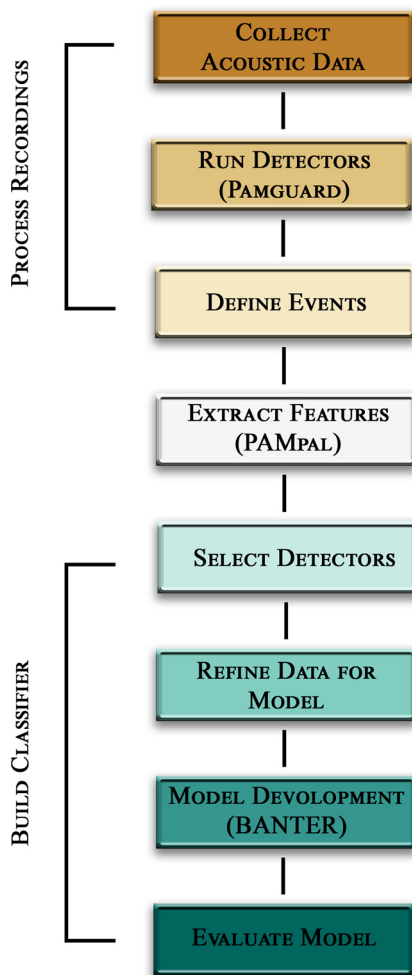 Process Recordings
Collect
Acoustic Data
Run Detectors
(Pamguard)
Define Events
Extract Features
(PAMpal)
Build Classifier
Select Detectors
Refine Data for
Model
Model Devolopment
(BANTER)
Evaluate Model